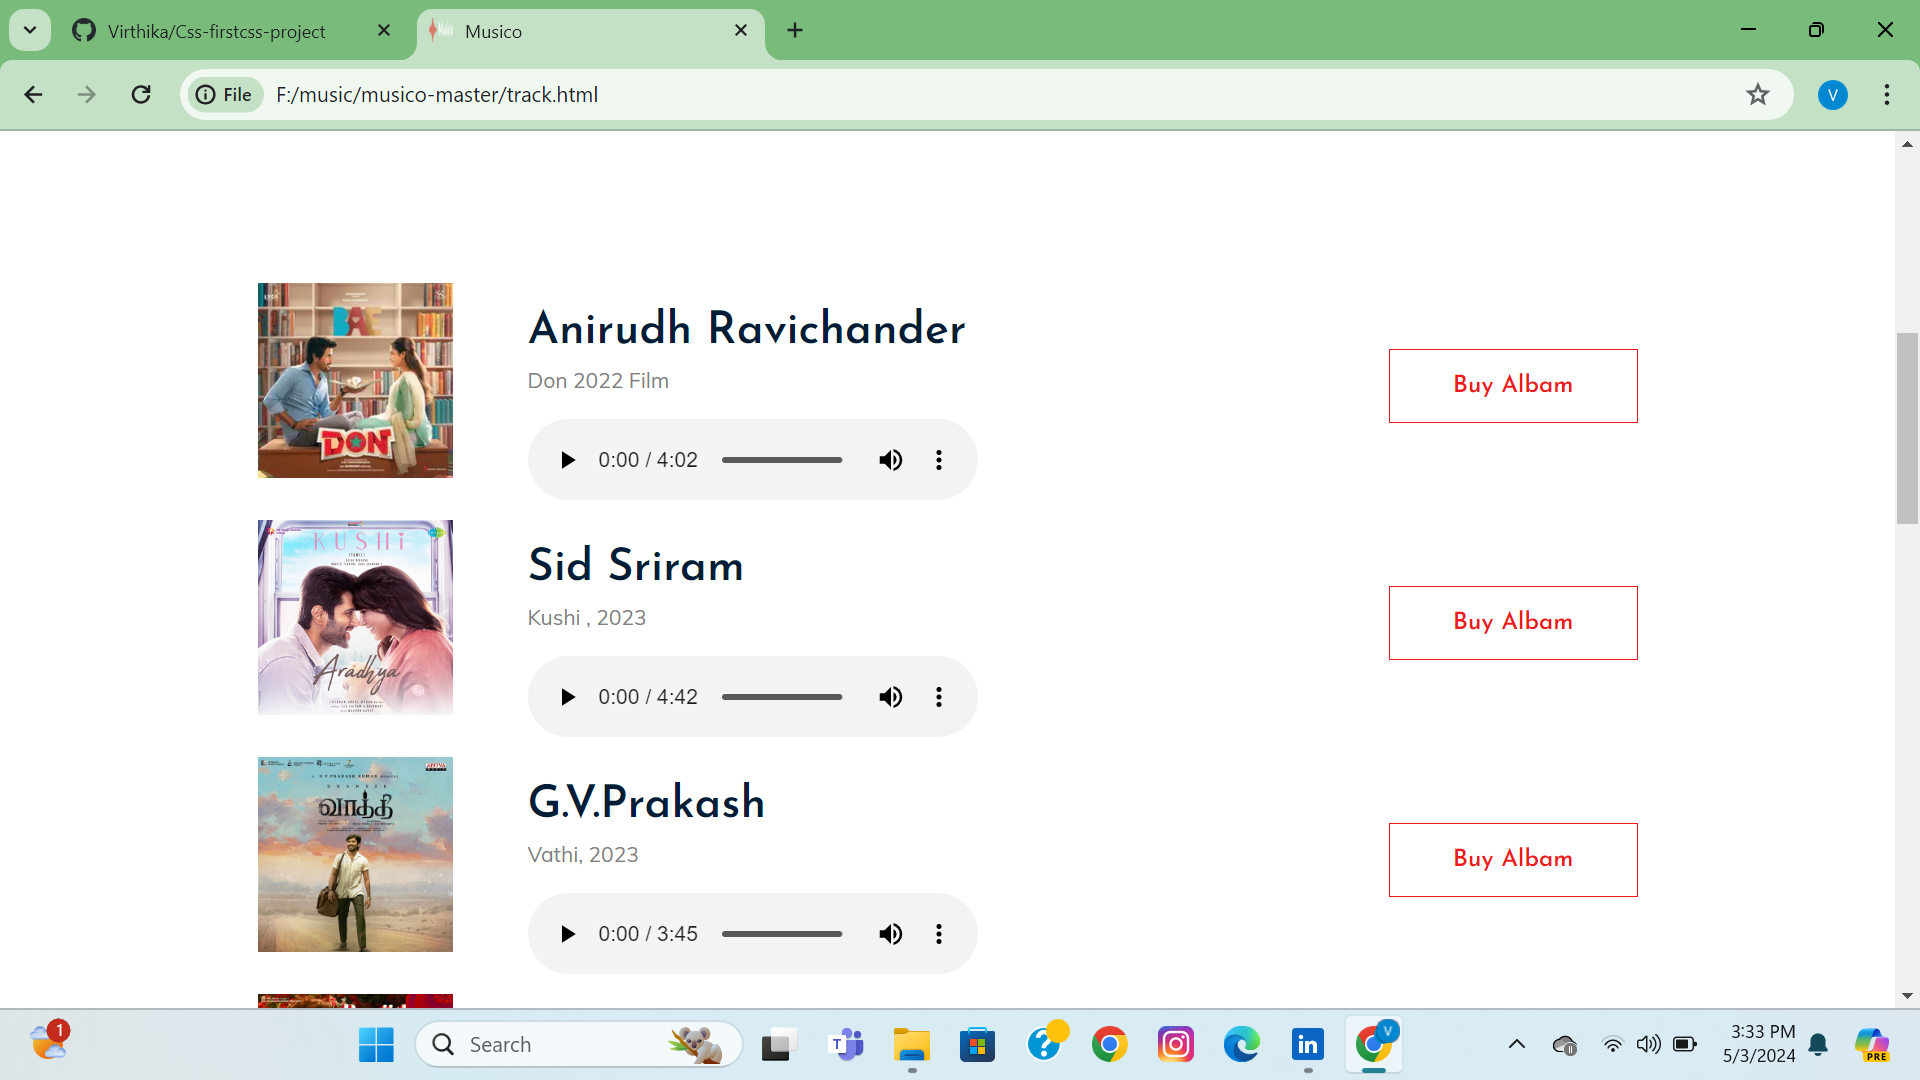 Virthika/Css-firstcss-project
Musico
File
F:/music/musico-master/track.html
V
BAE
DON
Anirudh Ravichander
Don 2022 Film
0:00 / 4:02
Buy Albam
KUSHI
Aradhya
Sid Sriram
Kushi , 2023
0:00 / 4:42
Buy Albam
வாத்தி
G.V.Prakash
Vathi, 2023
0:00 / 3:45
Buy Albam
1
Search
T
in
V
3:33 PM
5/3/2024
PRE